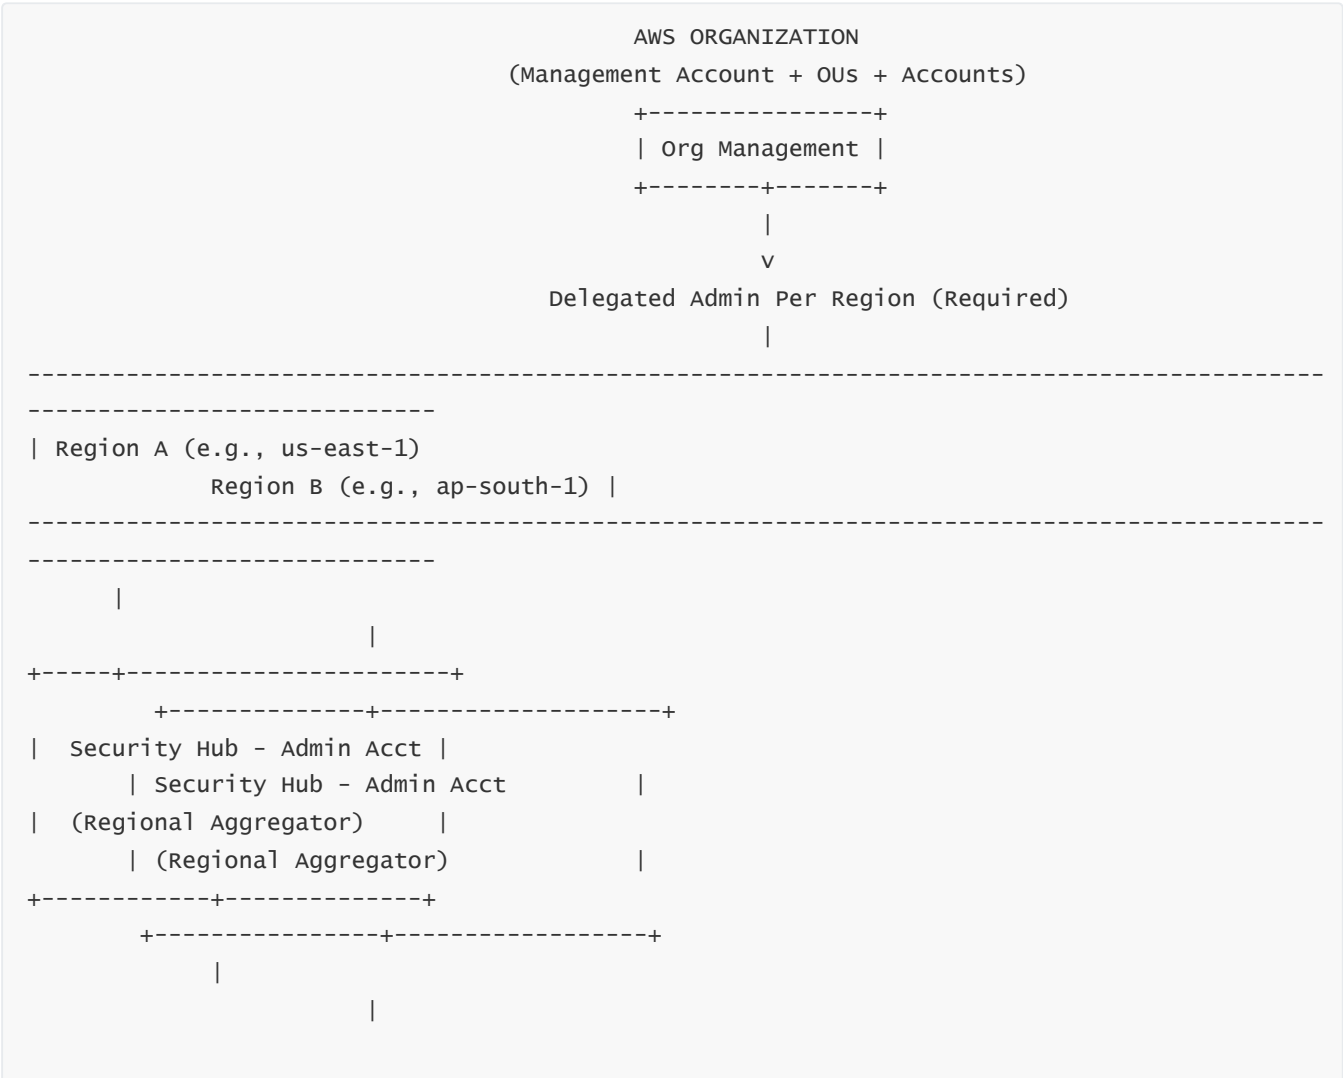 AWS ORGANIZATION
                                  (Management Account + OUs + Accounts)
                                           +----------------+
                                           | Org Management |
                                           +--------+-------+
                                                    |
                                                    v
                                     Delegated Admin Per Region (Required)
                                                    |
--------------------------------------------------------------------------------------------
-----------------------------
| Region A (e.g., us-east-1)
             Region B (e.g., ap-south-1) |
--------------------------------------------------------------------------------------------
-----------------------------
      |
                        |
+-----+-----------------------+
         +--------------+--------------------+
|  Security Hub - Admin Acct |
       | Security Hub - Admin Acct         |
|  (Regional Aggregator)     |
       | (Regional Aggregator)             |
+------------+--------------+
        +----------------+------------------+
             |
                        |